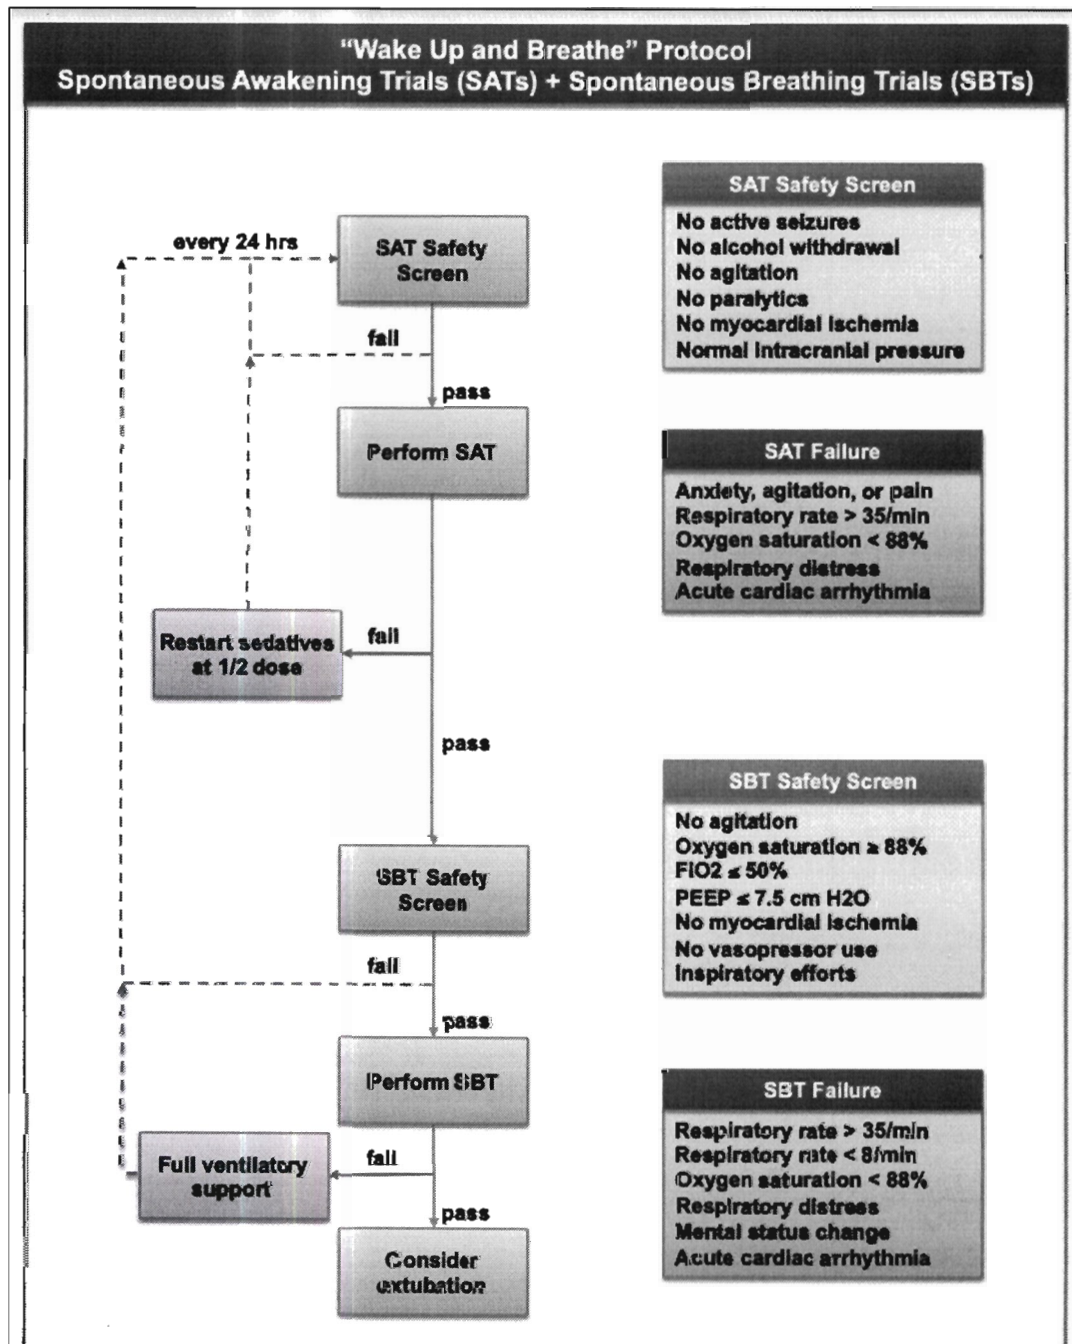 “Wake Up and Breathe” Protocol
Spontaneous Awakening Trials (SATs) + Spontaneous Breathing Trials (SBTs)
every 24 hrs
SAT Safety
Screen
fail
pass
Perform SAT
Restart sedatives
at 1/2 dose
fail
pass
SBT Safety
Screen
fail
pass
Perform SBT
Full ventilatory
support
fail
pass
Consider
extubation
SAT Safety Screen
No active seizures
No alcohol withdrawal
No agitation
No paralytics
No myocardial ischemia
Normal intracranial pressure
SAT Failure
Anxiety, agitation, or pain
Respiratory rate > 35/min
Oxygen saturation < 88%
Respiratory distress
Acute cardiac arrhythmia
SBT Safety Screen
No agitation
Oxygen saturation ≥ 88%
FiO2 ≤ 50%
PEEP ≤ 7.5 cm H2O
No myocardial ischemia
No vasopressor use
Inspiratory efforts
SBT Failure
Respiratory rate > 35/min
Respiratory rate < 8/min
Oxygen saturation < 88%
Respiratory distress
Mental status change
Acute cardiac arrhythmia